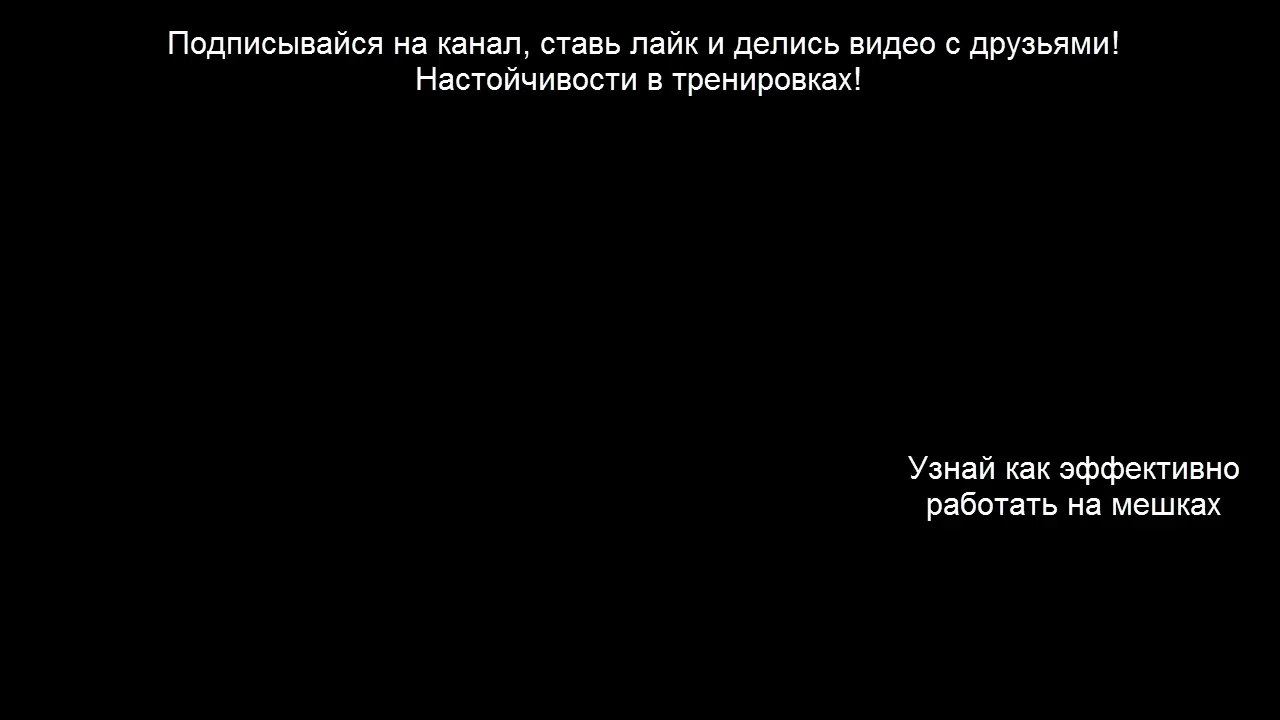 Подписывайся на канал, ставь лайк и делись видео с друзьями!
Настойчивости в тренировках!
Узнай как эффективно
работать на мешках